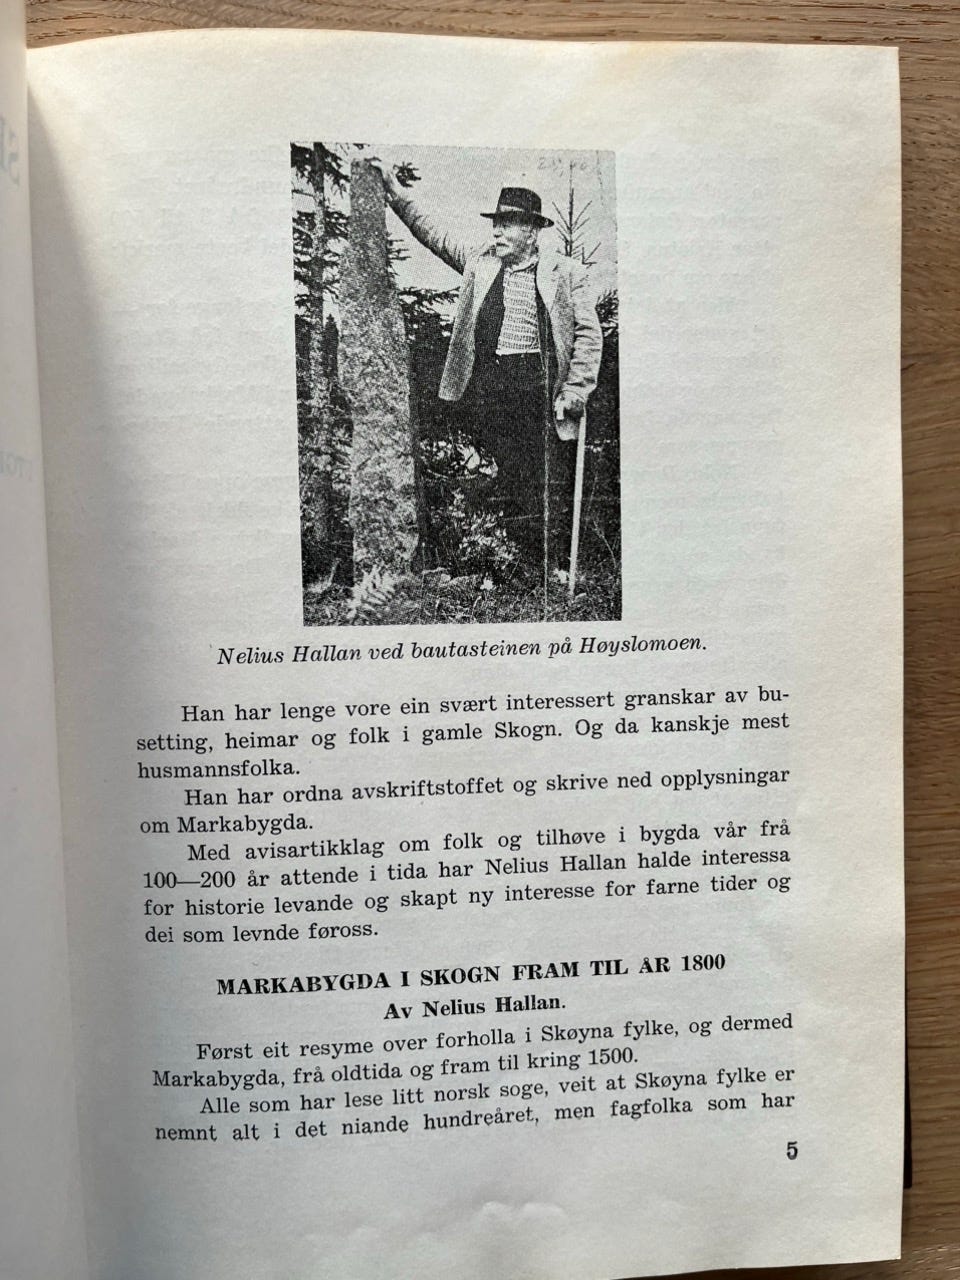 Nelius Hallan ved bautasteinen på Høyslomoen.
Han har lenge vore ein svært interessert granskar av bu-
setting, heimar og folk i gamle Skogn. Og da kanskje mest
husmannsfolka.
Han har ordna avskriftstoffet og skrive ned opplysningar
om Markabygda.
Med avisartikklag om folk og tilhøve i bygda vår frå
100—200 år attende i tida har Nelius Hallan halde interessa
for historie levande og skapt ny interesse for farne tider og
dei som levnde føross.
MARKABYGDA I SKOGN FRAM TIL ÅR 1800
Av Nelius Hallan.
Først eit resyme over forholla i Skøyna fylke, og dermed
Markabygda, frå oldtida og fram til kring 1500.
Alle som har lese litt norsk soge, veit at Skøyna fylke er
nemnt alt i det niande hundreåret, men fagfolka som har
5